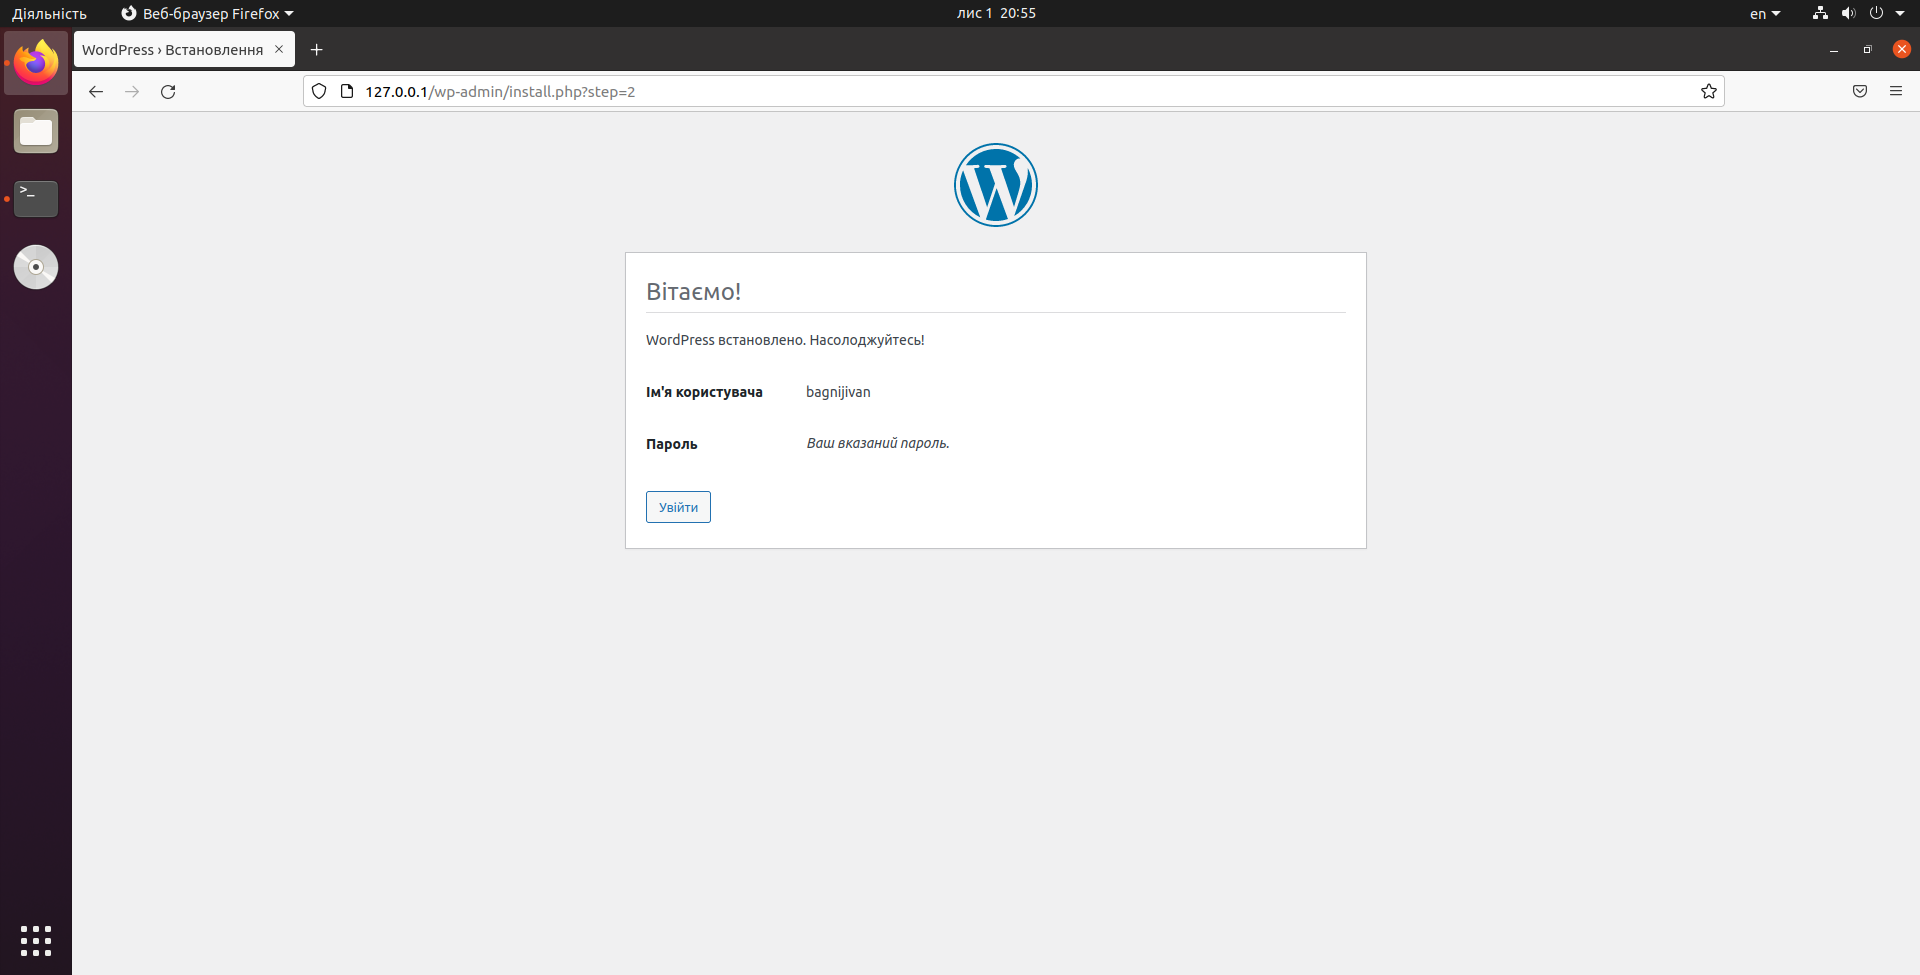 Діяльність
Веб-браузер Firefox
лис 1 20:55
en
WordPress › Встановлення
127.0.0.1/wp-admin/install.php?step=2
Вітаємо!
WordPress встановлено. Насолоджуйтесь!
Ім'я користувача bagnijivan
Пароль Ваш вказаний пароль.
Увійти